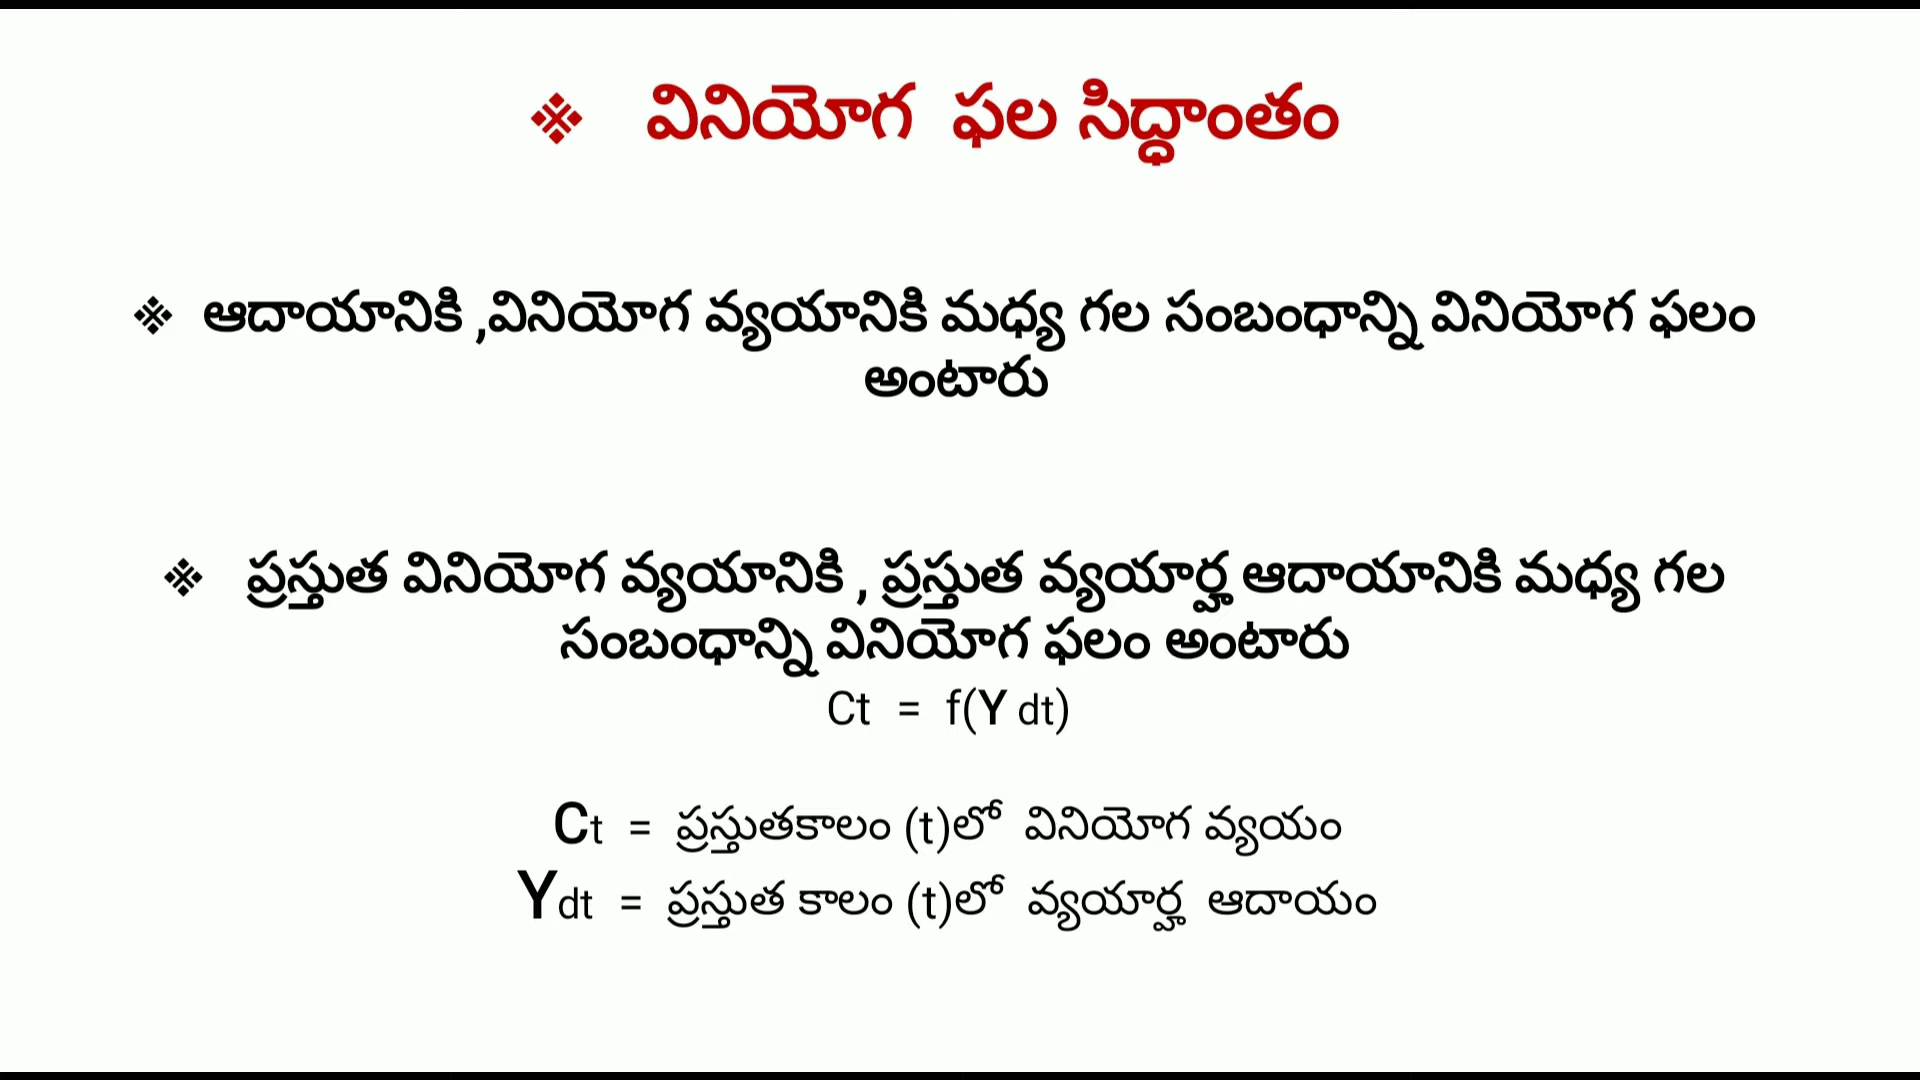 ❖ వినియోగ ఫల సిద్ధాంతం
❖ ఆదాయానికి ,వినియోగ వ్యయానికి మధ్య గల సంబంధాన్ని వినియోగ ఫలం
అంటారు
❖ ప్రస్తుత వినియోగ వ్యయానికి , ప్రస్తుత వ్యయార్హ ఆదాయానికి మధ్య గల
సంబంధాన్ని వినియోగ ఫలం అంటారు
Ct = f(Y dt)
Ct = ప్రస్తుతకాలం (t)లో వినియోగ వ్యయం
Ydt = ప్రస్తుత కాలం (t)లో వ్యయార్హ ఆదాయం